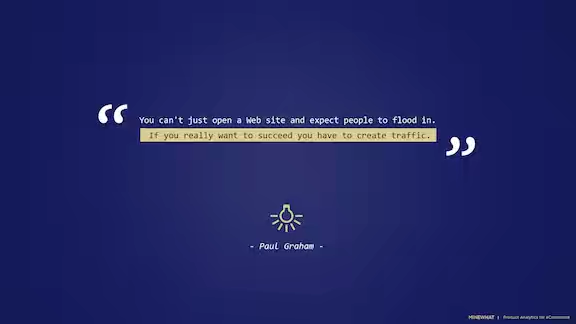 “
You can't just open a Web site and expect people to flood in.
If you really want to succeed you have to create traffic.
”
- Paul Graham -
MINEWHAT | Product Analytics for eCommerce